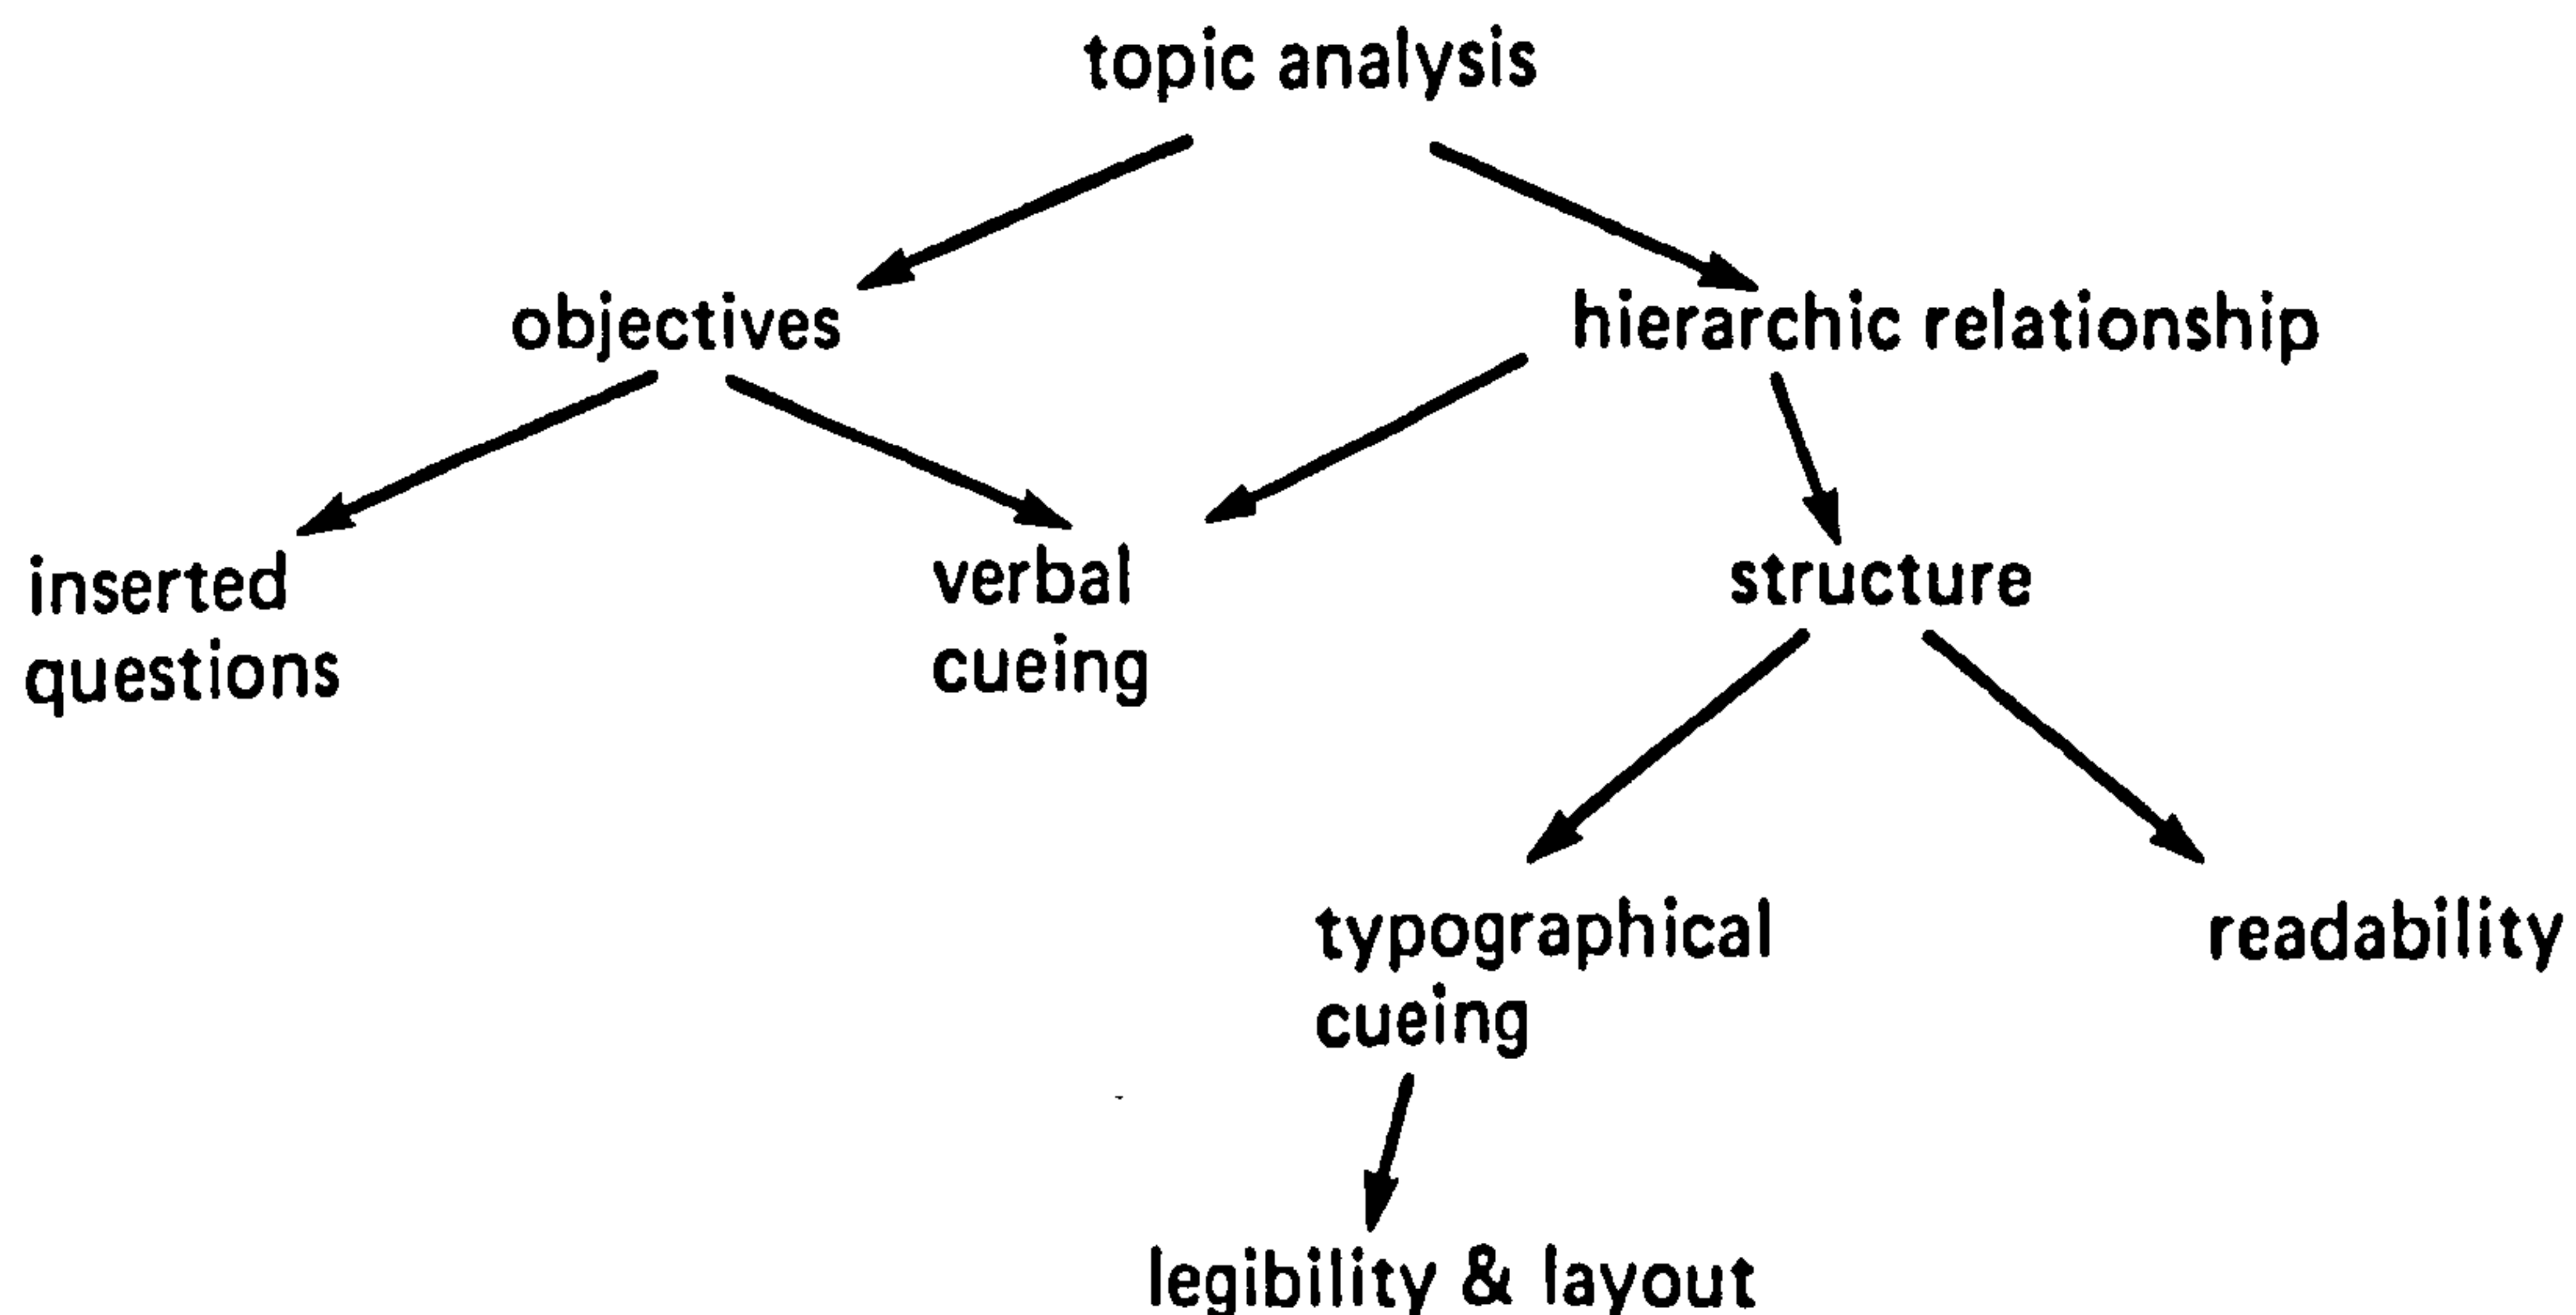 topic analysis
objectives
hierarchic relationship
inserted
questions
verbal
cueing
structure
typographical
cueing
readability
legibility & layout